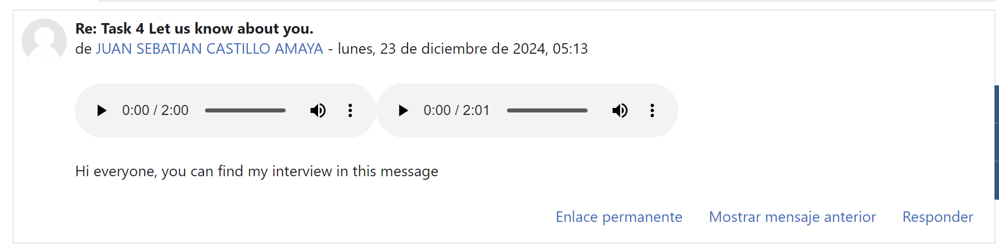 Re: Task 4 Let us know about you.
de JUAN SEBATIAN CASTILLO AMAYA - lunes, 23 de diciembre de 2024, 05:13
0:00 / 2:00 0:00 / 2:01
Hi everyone, you can find my interview in this message
Enlace permanente Mostrar mensaje anterior Responder